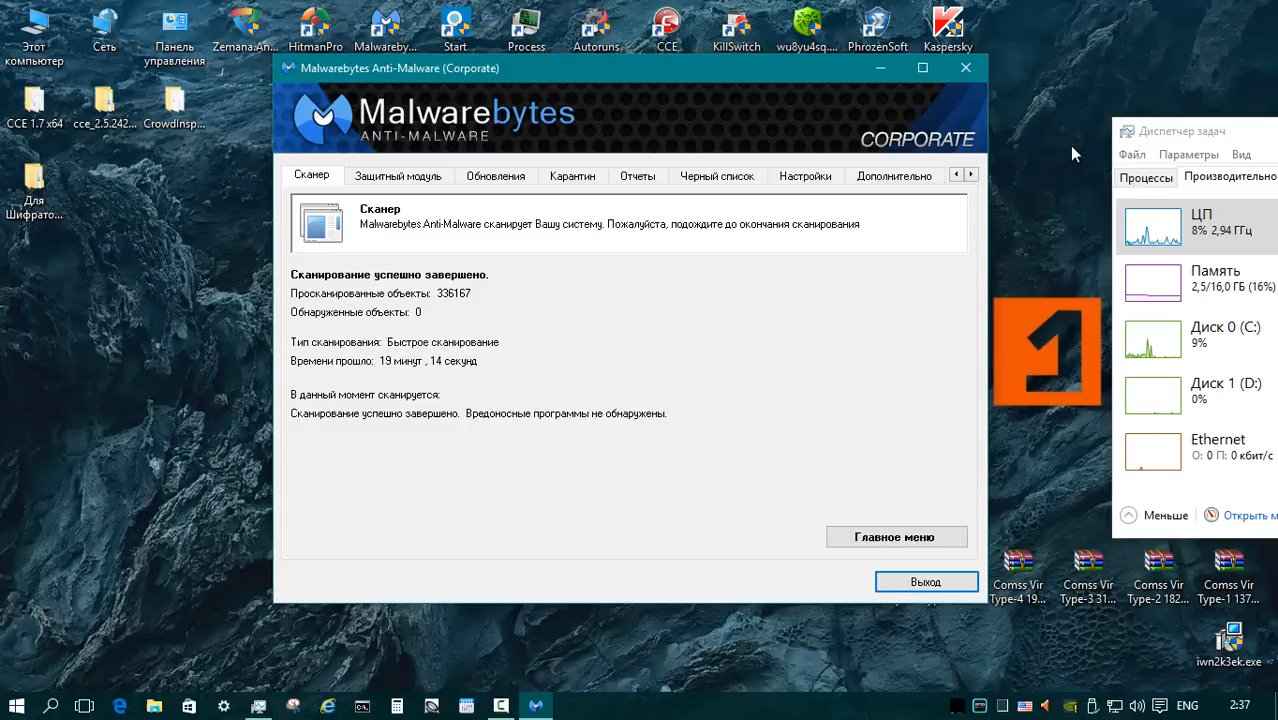 Этот
компьютер
Сеть
Панель
управления
Zemana.An...
HitmanPro
Malwareby...
Start
Process
Autoruns
CCE
KillSwitch
wu8yu4sq....
PhrozenSoft
Kaspersky
CCE 1.7 x64
cce_2.5.242...
CrowdInsp...
Для
Шифрато...
Malwarebytes Anti-Malware (Corporate)
Malwarebytes
ANTI-MALWARE
CORPORATE
Сканер
Защитный модуль
Обновления
Карантин
Отчеты
Черный список
Настройки
Дополнительно
Сканер
Malwarebytes Anti-Malware сканирует Вашу систему. Пожалуйста, подождите до окончания сканирования
Сканирование успешно завершено.
Просканированные объекты: 336167
Обнаруженные объекты: 0
Тип сканирования: Быстрое сканирование
Времени прошло: 19 минут , 14 секунд
В данный момент сканируется:
Сканирование успешно завершено. Вредоносные программы не обнаружены.
Главное меню
Выход
Диспетчер задач
Файл Параметры Вид
Процессы
Производительно
ЦП
8% 2,94 ГГц
Память
2,5/16,0 ГБ (16%)
Диск 0 (C:)
9%
Диск 1 (D:)
0%
Ethernet
О: 0 П: 0 кбит/с
Меньше
Открыть м
1
Comss Vir
Type-4 19...
Comss Vir
Type-3 31...
Comss Vir
Type-2 182...
Comss Vir
Type-1 137...
iwn2k3ek.exe
ENG
2:37